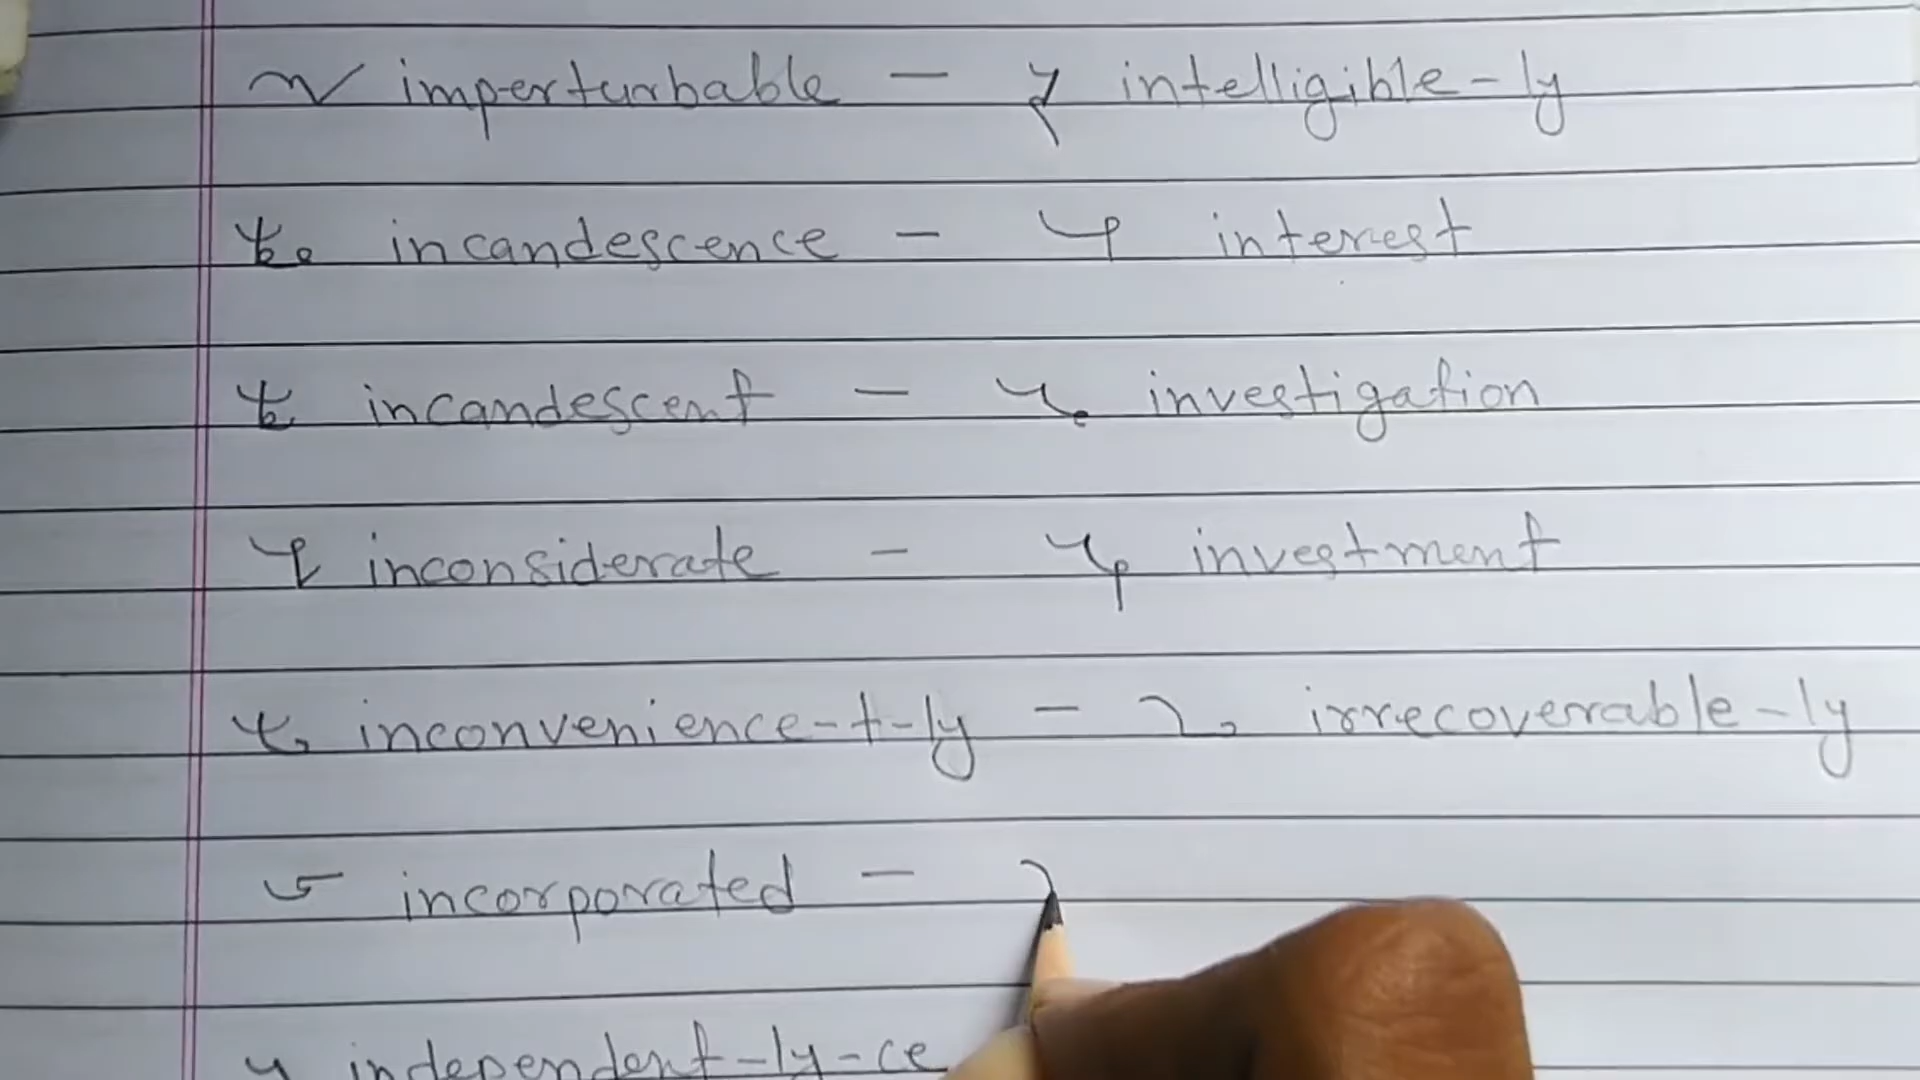 imperturbable - intelligible-ly
incandescence - interest
incandescent - investigation
inconsiderate - investment
inconvenience-t-ly - irrecoverable-ly
incorporated -
independent-ly-ce